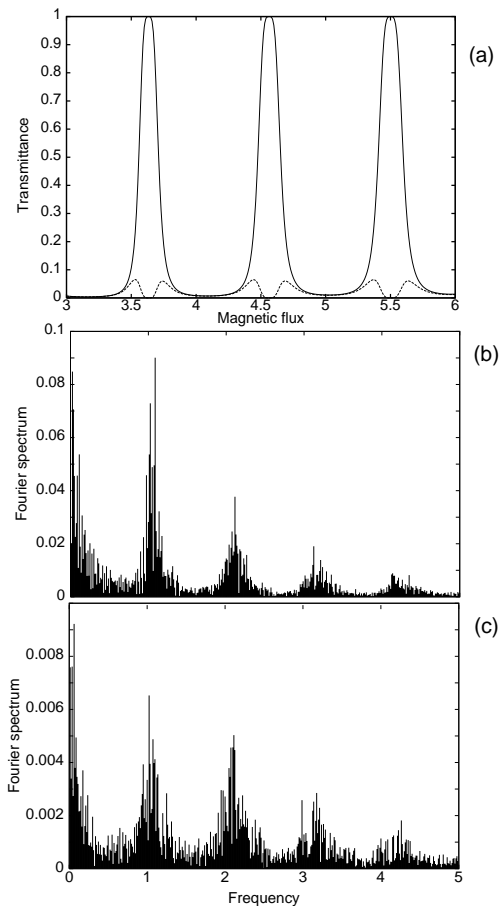 1
0.9
0.8
0.7
0.6
0.5
0.4
0.3
0.2
0.1
0
Transmittance
3 3.5 4 4.5 5 5.5 6
Magnetic flux
(a)
0.1
0.08
0.06
0.04
0.02
0
Fourier spectrum
(b)
0.008
0.006
0.004
0.002
0
Fourier spectrum
(c)
0 1 2 3 4 5
Frequency